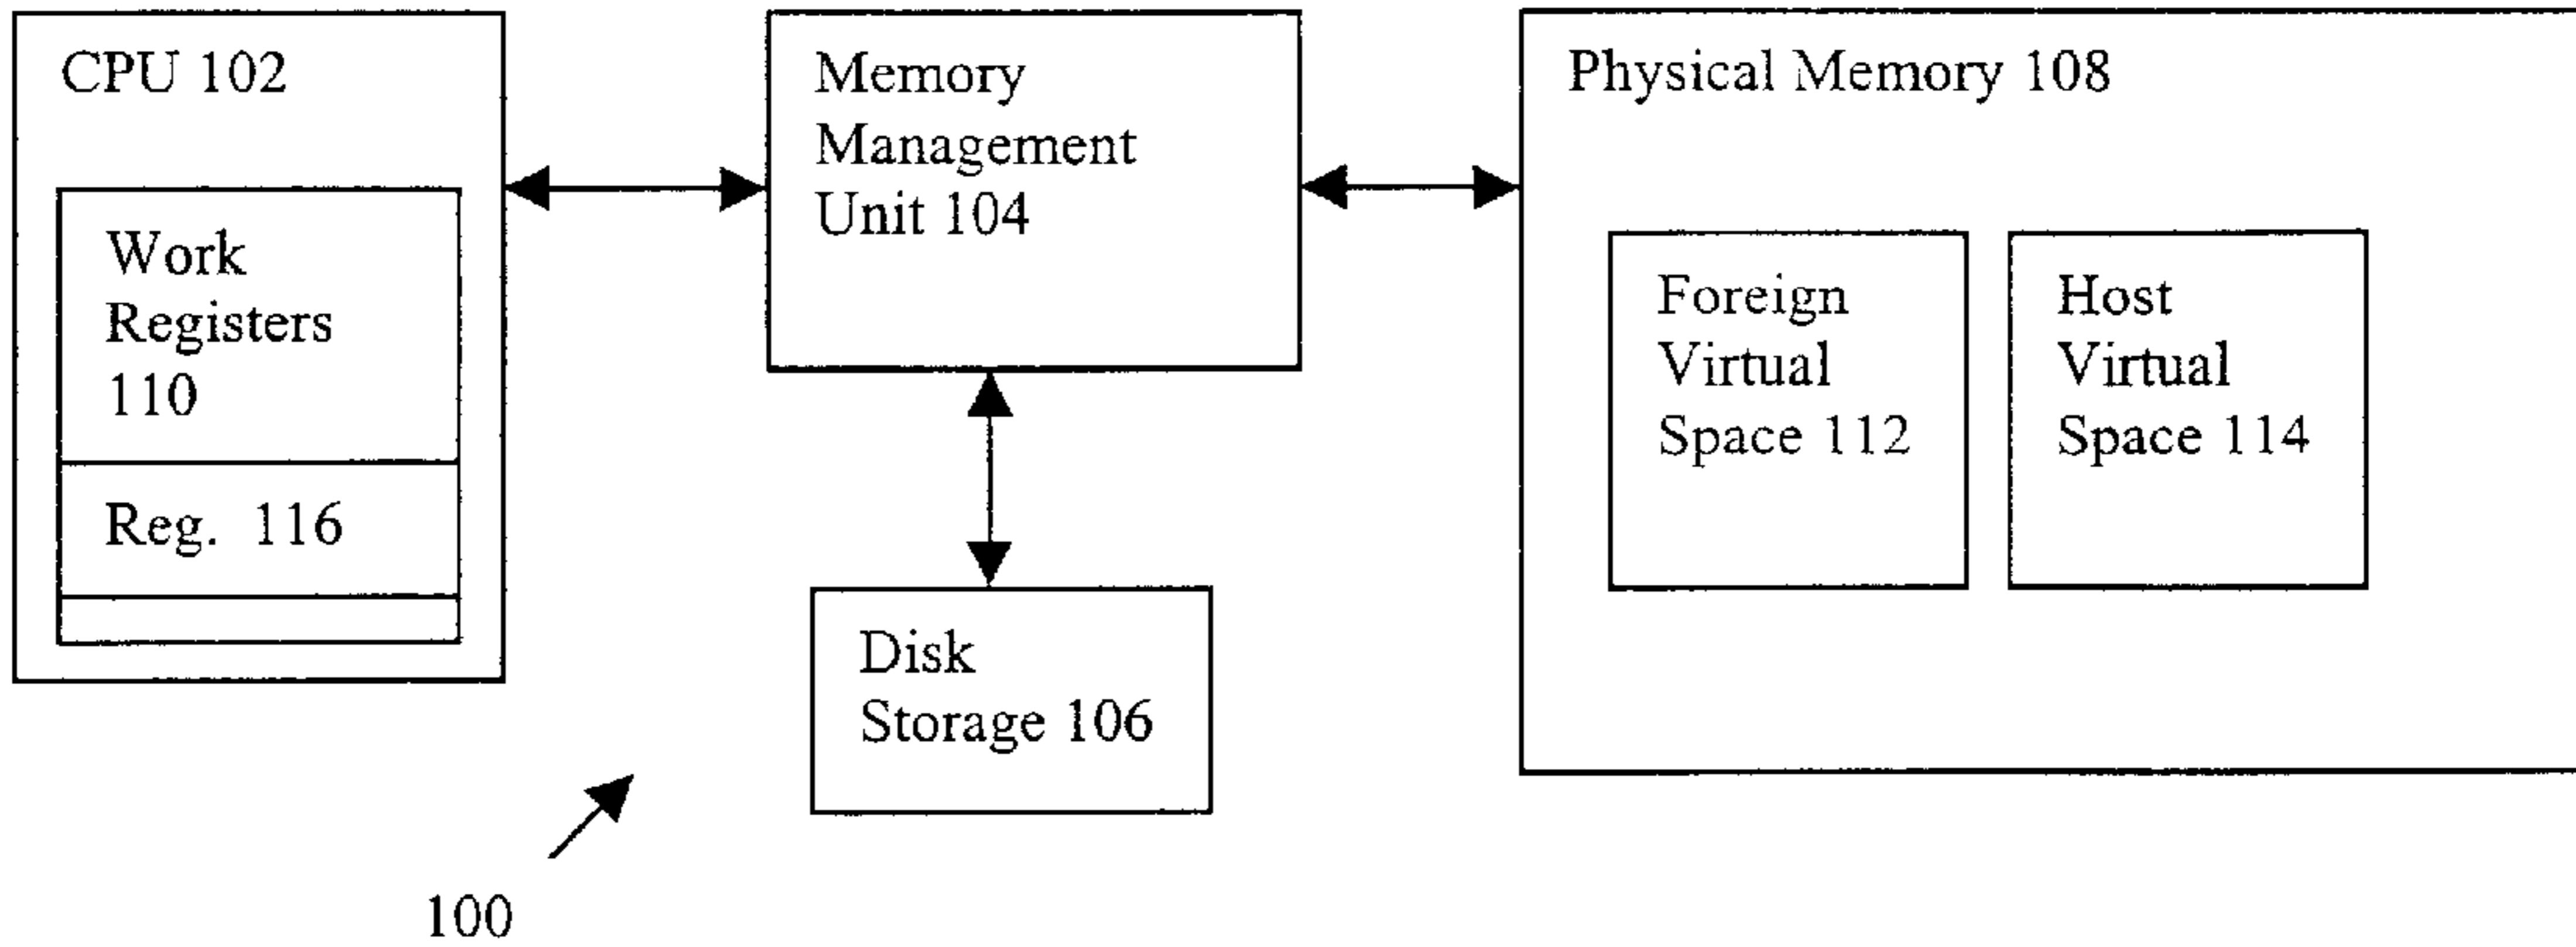 CPU 102
Work
Registers
110
Reg. 116
Memory
Management
Unit 104
Disk
Storage 106
Physical Memory 108
Foreign
Virtual
Space 112
Host
Virtual
Space 114
100